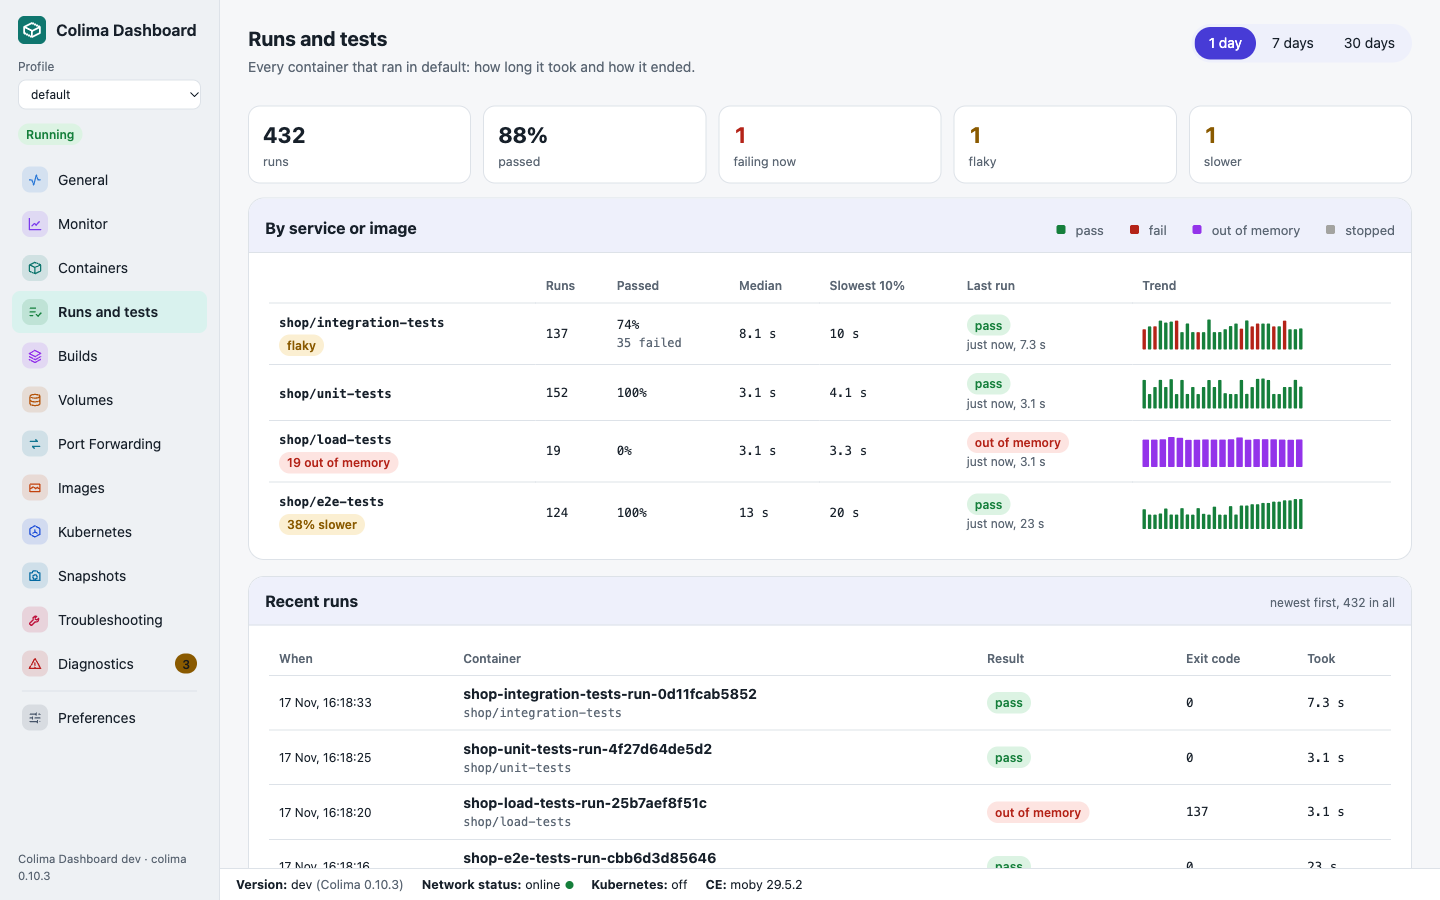 Colima Dashboard
Profile
default
Running
General
Monitor
Containers
Runs and tests
Builds
Volumes
Port Forwarding
Images
Kubernetes
Snapshots
Troubleshooting
Diagnostics 3
Preferences
Colima Dashboard dev · colima
0.10.3
Runs and tests
Every container that ran in default: how long it took and how it ended.
1 day 7 days 30 days
432
runs
88%
passed
1
failing now
1
flaky
1
slower
By service or image
pass fail out of memory stopped
Runs Passed Median Slowest 10% Last run Trend
shop/integration-tests
flaky
137
74%
35 failed
8.1 s
10 s
pass
just now, 7.3 s
shop/unit-tests
152
100%
3.1 s
4.1 s
pass
just now, 3.1 s
shop/load-tests
19 out of memory
19
0%
3.1 s
3.3 s
out of memory
just now, 3.1 s
shop/e2e-tests
38% slower
124
100%
13 s
20 s
pass
just now, 23 s
Recent runs
newest first, 432 in all
When Container Result Exit code Took
17 Nov, 16:18:33
shop-integration-tests-run-0d11fcab5852
shop/integration-tests
pass
0
7.3 s
17 Nov, 16:18:25
shop-unit-tests-run-4f27d64de5d2
shop/unit-tests
pass
0
3.1 s
17 Nov, 16:18:20
shop-load-tests-run-25b7aef8f51c
shop/load-tests
out of memory
137
3.1 s
17 Nov, 16:18:16
shop-e2e-tests-run-cbb6d3d85646
pass
0
23 s
Version: dev (Colima 0.10.3) Network status: online Kubernetes: off CE: moby 29.5.2